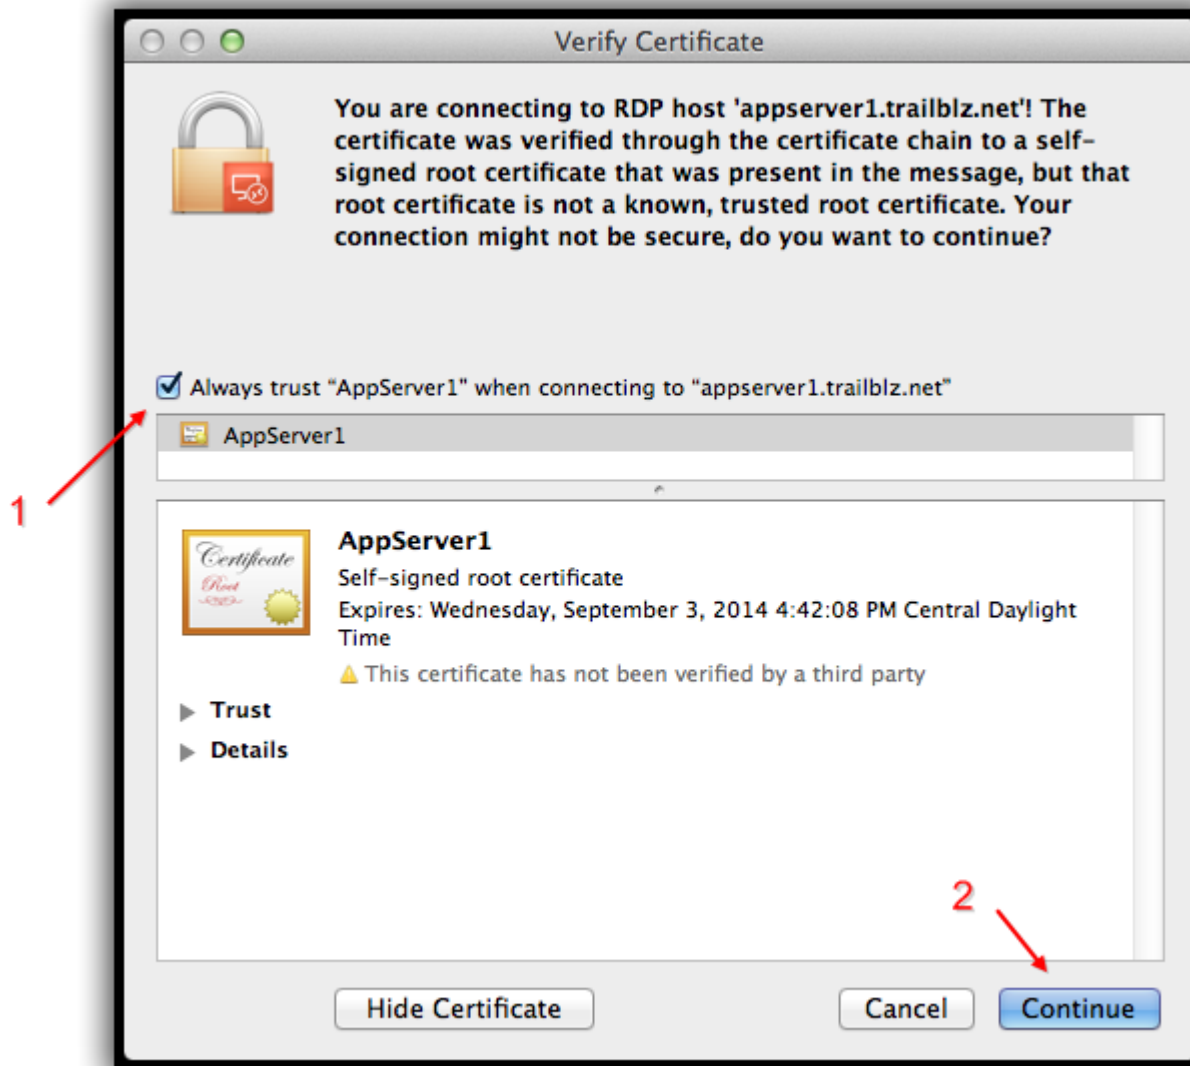 Verify Certificate
You are connecting to RDP host 'appserver1.trailblz.net'! The
certificate was verified through the certificate chain to a self-
signed root certificate that was present in the message, but that
root certificate is not a known, trusted root certificate. Your
connection might not be secure, do you want to continue?
Always trust “AppServer1” when connecting to “appserver1.trailblz.net”
AppServer1
1
Certificate
Root
AppServer1
Self-signed root certificate
Expires: Wednesday, September 3, 2014 4:42:08 PM Central Daylight
Time
This certificate has not been verified by a third party
Trust
Details
2
Hide Certificate
Cancel
Continue